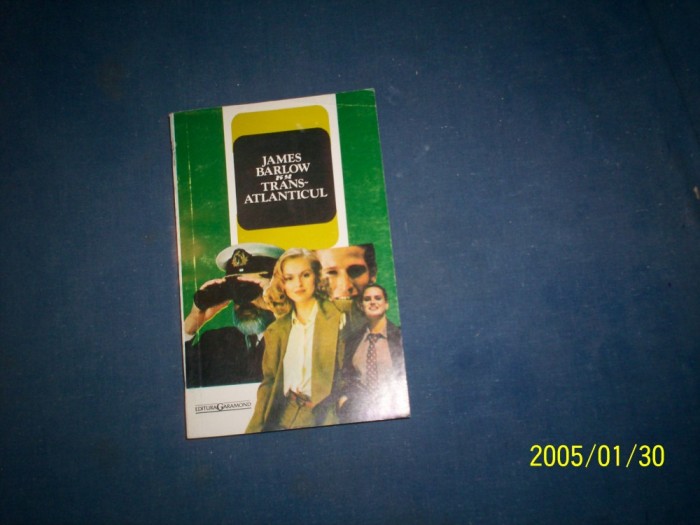 JAMES
BARLOW
TRANS-
ATLANTICUL
EDITURA GARAMOND
2005/01/30